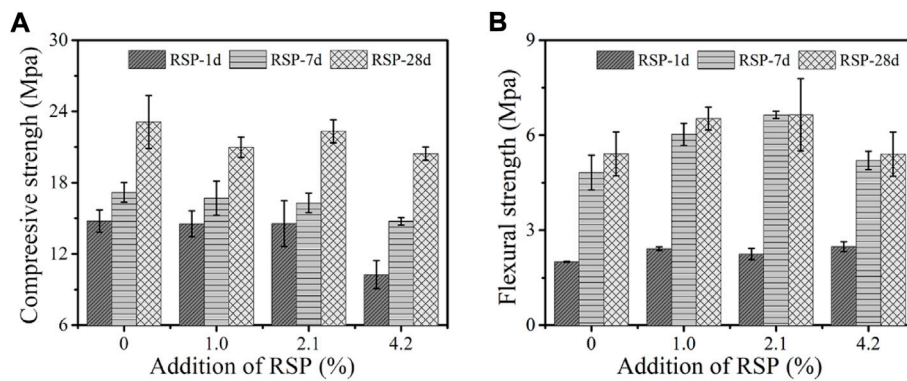 A
Compreesive strengh (Mpa)
30
24
18
12
6
RSP-1d RSP-7d RSP-28d
0 1.0 2.1 4.2
Addition of RSP (%)
B
Flexural strength (Mpa)
9
6
3
0
RSP-1d RSP-7d RSP-28d
0 1.0 2.1 4.2
Addition of RSP (%)